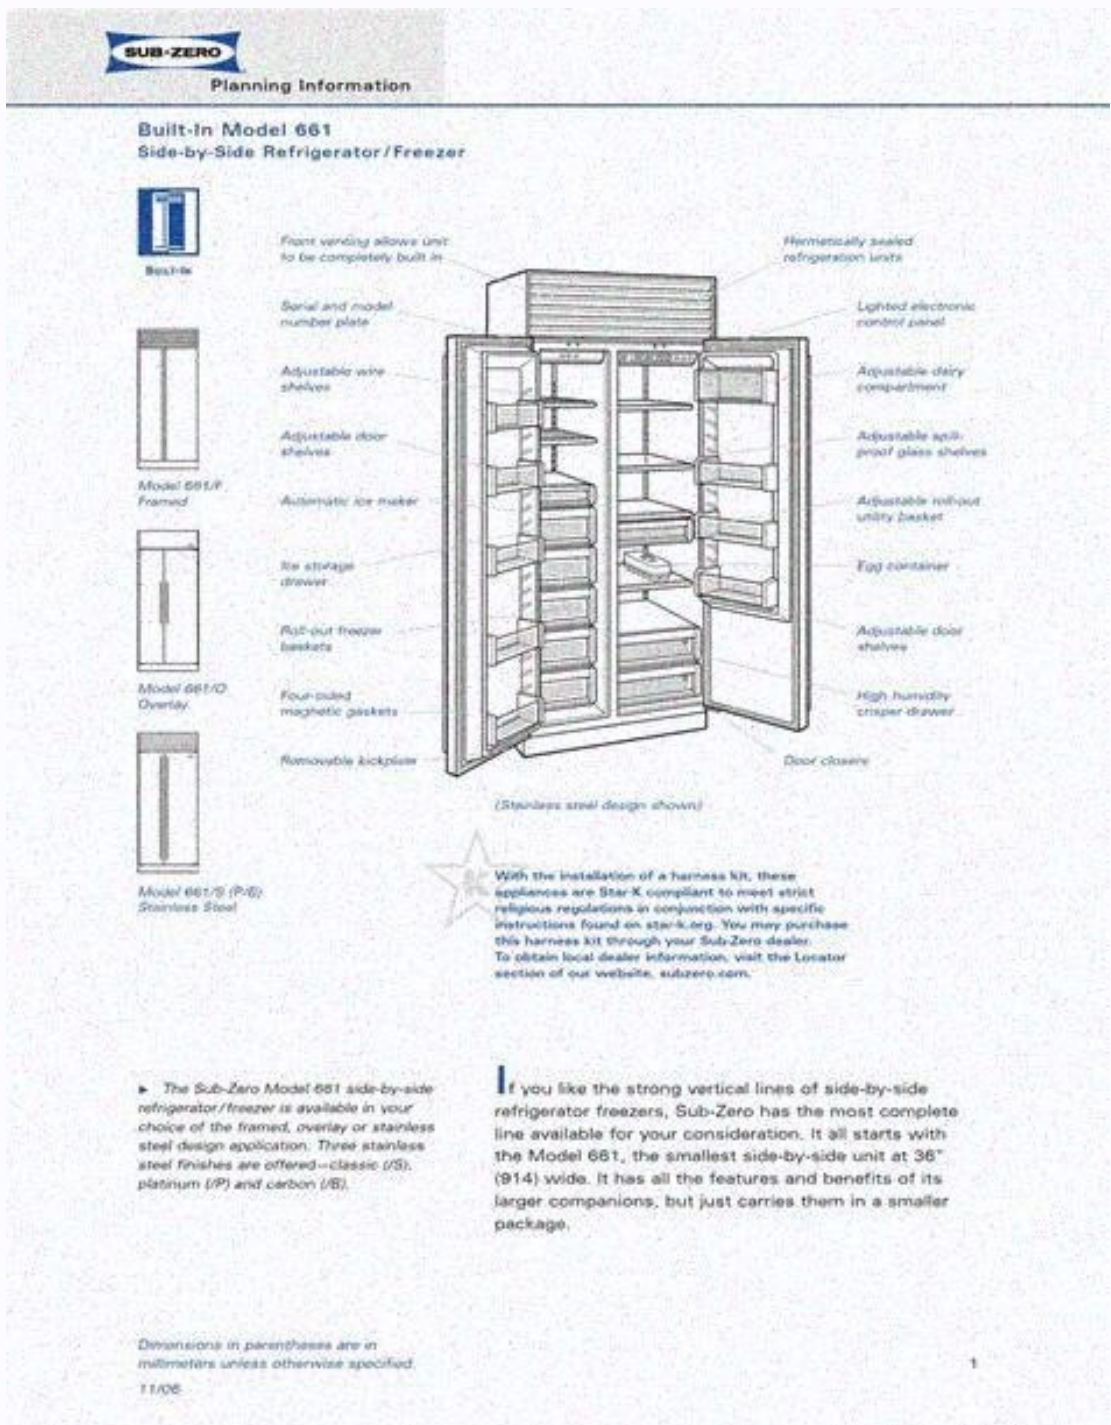 SUB-ZERO
Planning Information
Built-In Model 661
Side-by-Side Refrigerator/Freezer
Built-In
Front venting allows unit
to be completely built in
Hermetically sealed
refrigeration units
Serial and model
number plate
Lighted electronic
control panel
Adjustable wire
shelves
Adjustable dairy
compartment
Adjustable door
shelves
Adjustable spill-
proof glass shelves
Model 661/F
Framed
Automatic ice maker
Adjustable roll-out
utility basket
Ice storage
drawer
Egg container
Roll-out freezer
baskets
Adjustable door
shelves
Model 661/O
Overlay
Four-sided
magnetic gaskets
High humidity
crisper drawer
Removable kickplate
Door closers
(Stainless steel design shown)
Model 661/S (P/B)
Stainless Steel
K
With the installation of a harness kit, these
appliances are Star-K compliant to meet strict
religious regulations in conjunction with specific
instructions found on star-k.org. You may purchase
this harness kit through your Sub-Zero dealer.
To obtain local dealer information, visit the Locator
section of our website, subzero.com.
► The Sub-Zero Model 661 side-by-side
refrigerator/freezer is available in your
choice of the framed, overlay or stainless
steel design application. Three stainless
steel finishes are offered—classic (/S),
platinum (/P) and carbon (/B).
If you like the strong vertical lines of side-by-side
refrigerator freezers, Sub-Zero has the most complete
line available for your consideration. It all starts with
the Model 661, the smallest side-by-side unit at 36"
(914) wide. It has all the features and benefits of its
larger companions, but just carries them in a smaller
package.
Dimensions in parentheses are in
millimeters unless otherwise specified.
11/06
1